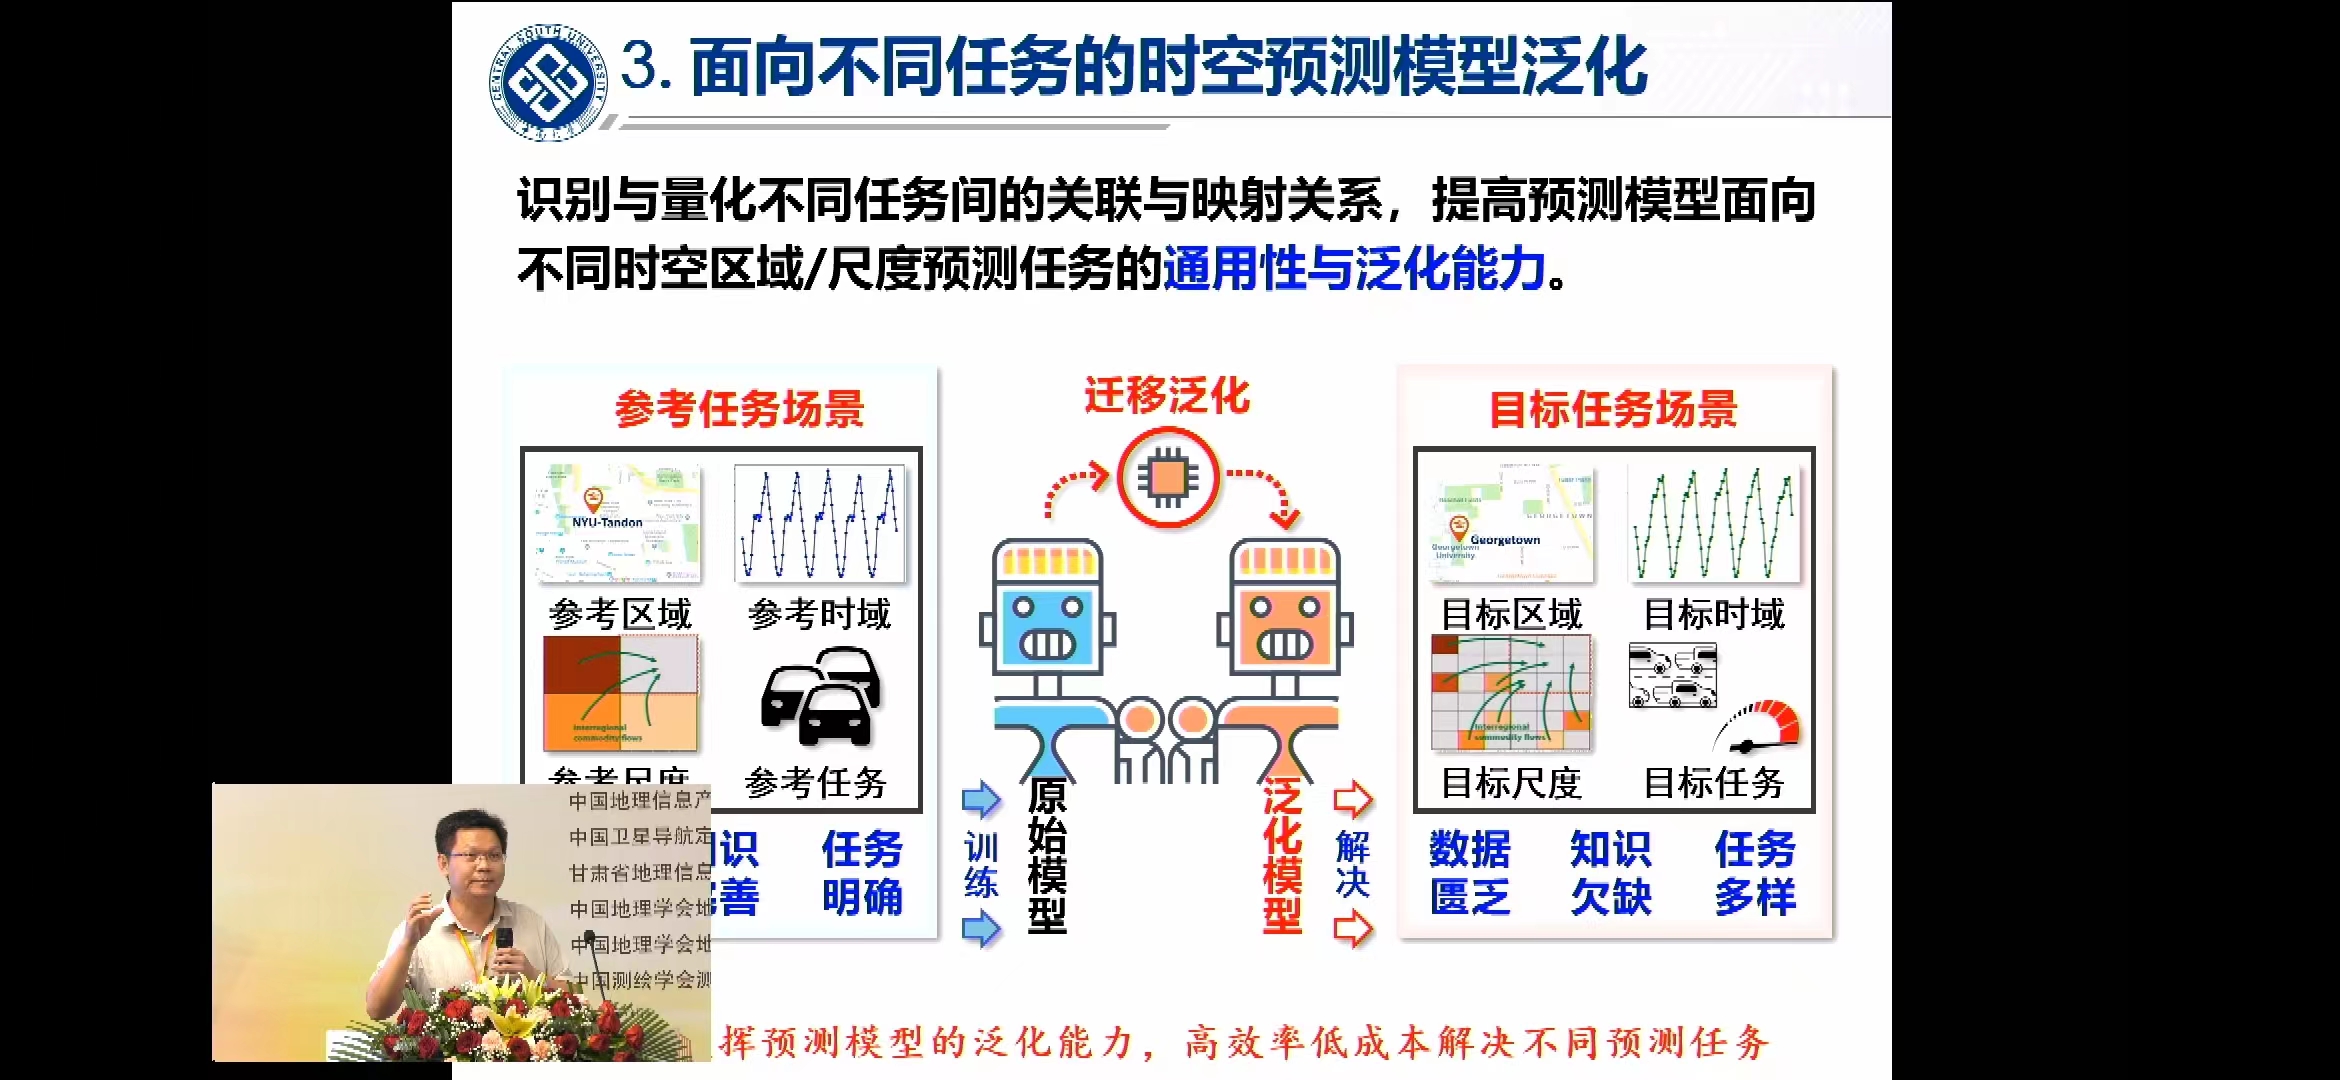 CENTRAL SOUTH UNIVERSITY
3. 面向不同任务的时空预测模型泛化
识别与量化不同任务间的关联与映射关系，提高预测模型面向
不同时空区域/尺度预测任务的通用性与泛化能力。
参考任务场景
NYU-Tandon
参考区域
参考时域
Interregional
commodity flows
参考尺度
参考任务
识
任务
善
明确
迁移泛化
训练
原始模型
泛化模型
解决
目标任务场景
GEORGETOWN
Georgetown
Georgetown
University
目标区域
目标时域
Interregional
commodity flows
目标尺度
目标任务
数据
匮乏
知识
欠缺
任务
多样
挥预测模型的泛化能力，高效率低成本解决不同预测任务
中国地理信息产
中国卫星导航定
甘肃省地理信息
中国地理学会地
中国地理学会地
中国测绘学会测